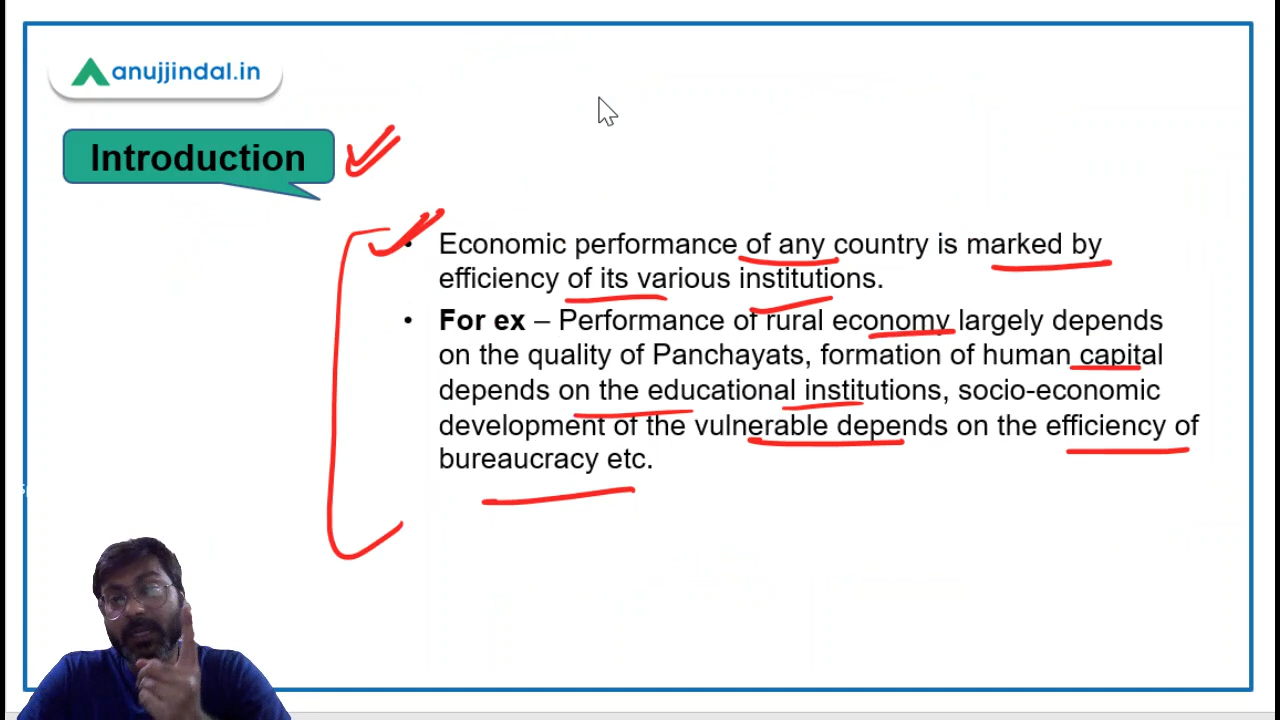 anujjindal.in
Introduction
• Economic performance of any country is marked by
efficiency of its various institutions.
• For ex – Performance of rural economy largely depends
on the quality of Panchayats, formation of human capital
depends on the educational institutions, socio-economic
development of the vulnerable depends on the efficiency of
bureaucracy etc.